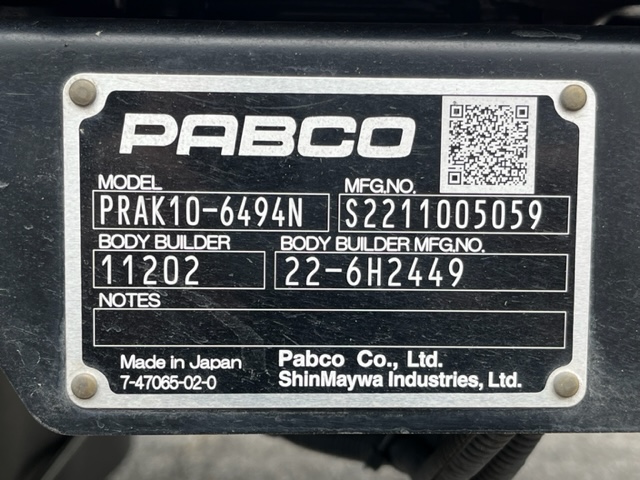 PABCO
MODEL MFG.NO.
PRAK10-6494N S2211005059
BODY BUILDER BODY BUILDER MFG.NO.
11202 22-6H2449
NOTES
Made in Japan Pabco Co., Ltd.
7-47065-02-0 ShinMaywa Industries, Ltd.